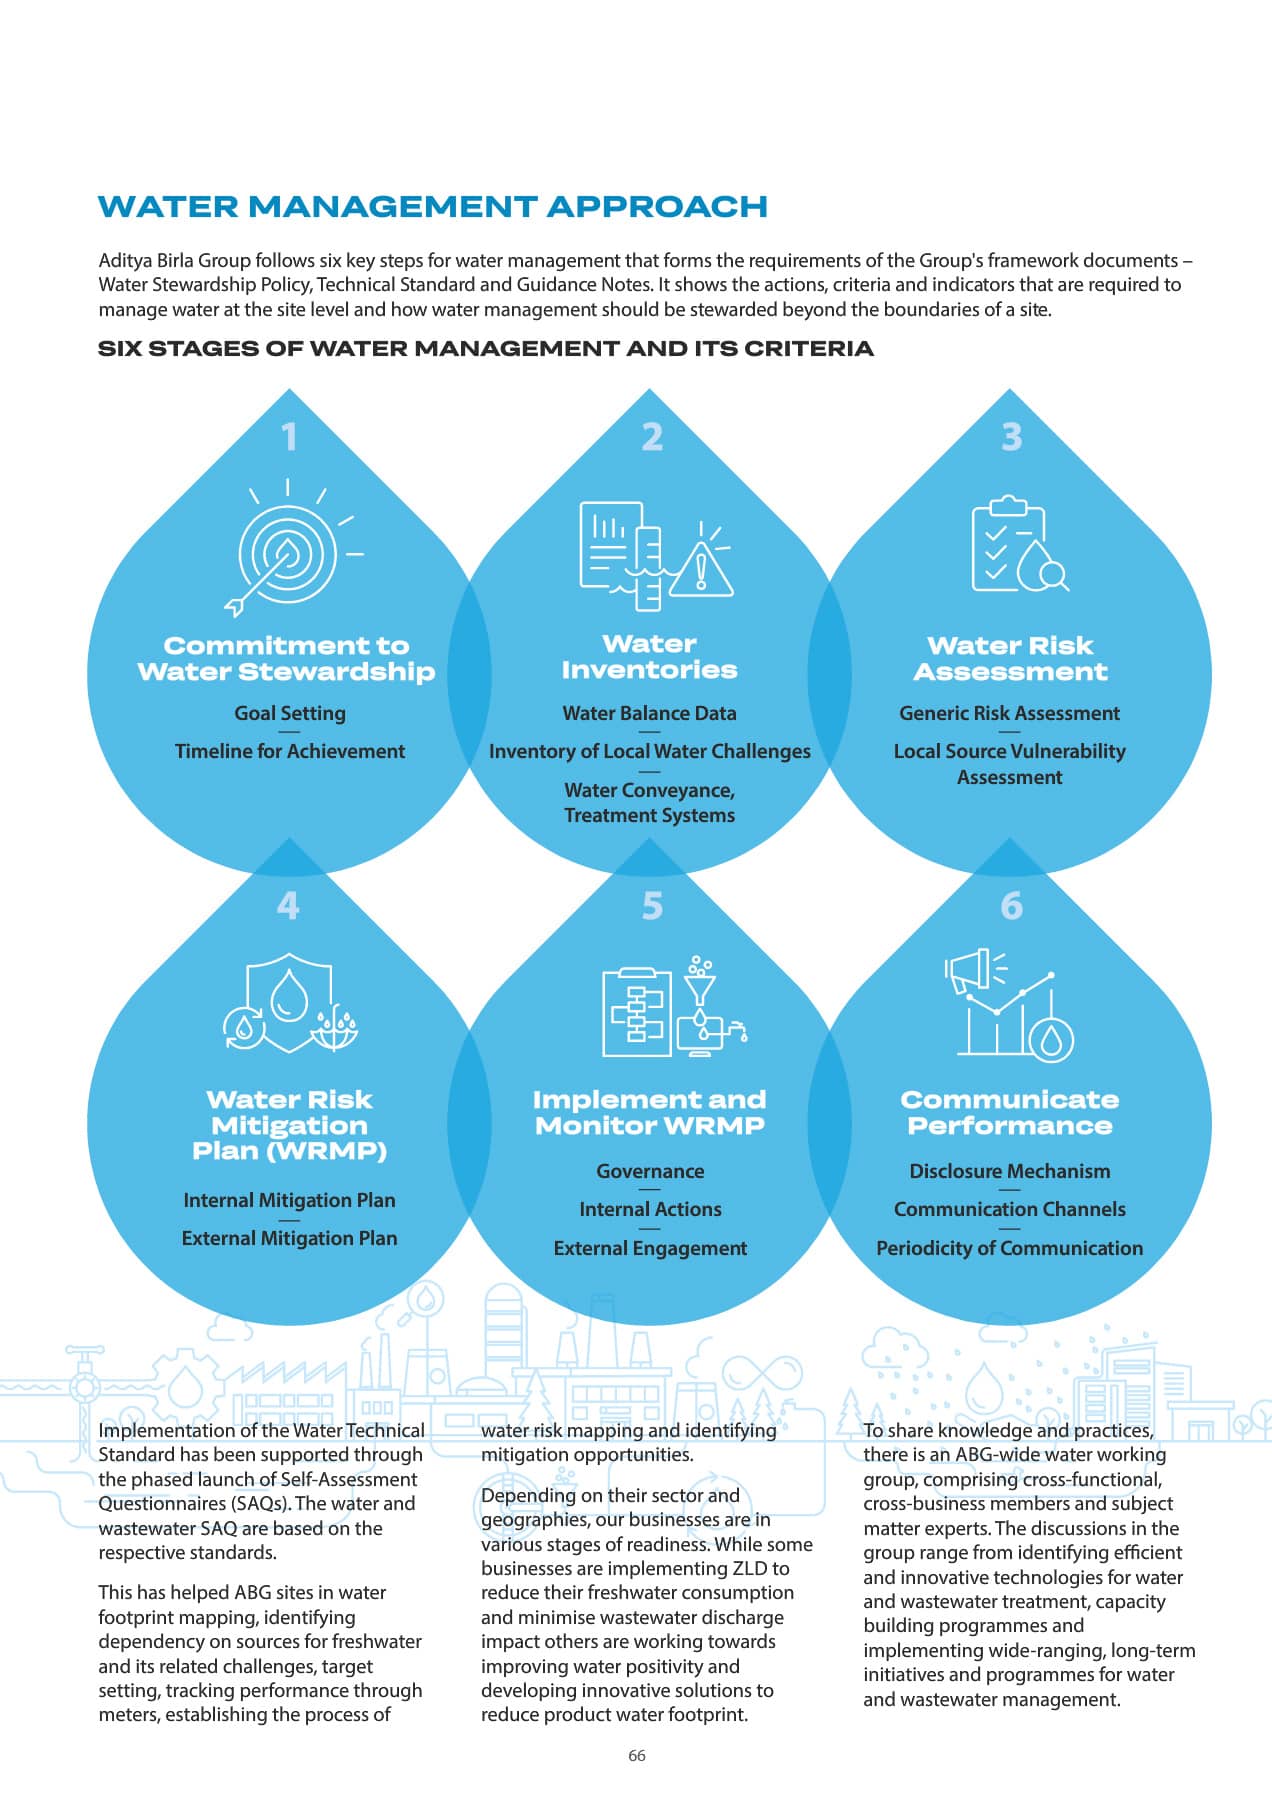 WATER MANAGEMENT APPROACH
Aditya Birla Group follows six key steps for water management that forms the requirements of the Group's framework documents –
Water Stewardship Policy, Technical Standard and Guidance Notes. It shows the actions, criteria and indicators that are required to
manage water at the site level and how water management should be stewarded beyond the boundaries of a site.
SIX STAGES OF WATER MANAGEMENT AND ITS CRITERIA
1
Commitment to
Water Stewardship
Goal Setting
Timeline for Achievement
2
Water
Inventories
Water Balance Data
Inventory of Local Water Challenges
Water Conveyance,
Treatment Systems
3
Water Risk
Assessment
Generic Risk Assessment
Local Source Vulnerability
Assessment
4
Water Risk
Mitigation
Plan (WRMP)
Internal Mitigation Plan
External Mitigation Plan
5
Implement and
Monitor WRMP
Governance
Internal Actions
External Engagement
6
Communicate
Performance
Disclosure Mechanism
Communication Channels
Periodicity of Communication
Implementation of the Water Technical
Standard has been supported through
the phased launch of Self-Assessment
Questionnaires (SAQs). The water and
wastewater SAQ are based on the
respective standards.
This has helped ABG sites in water
footprint mapping, identifying
dependency on sources for freshwater
and its related challenges, target
setting, tracking performance through
meters, establishing the process of
water risk mapping and identifying
mitigation opportunities.
Depending on their sector and
geographies, our businesses are in
various stages of readiness. While some
businesses are implementing ZLD to
reduce their freshwater consumption
and minimise wastewater discharge
impact others are working towards
improving water positivity and
developing innovative solutions to
reduce product water footprint.
To share knowledge and practices,
there is an ABG-wide water working
group, comprising cross-functional,
cross-business members and subject
matter experts. The discussions in the
group range from identifying efficient
and innovative technologies for water
and wastewater treatment, capacity
building programmes and
implementing wide-ranging, long-term
initiatives and programmes for water
and wastewater management.
66